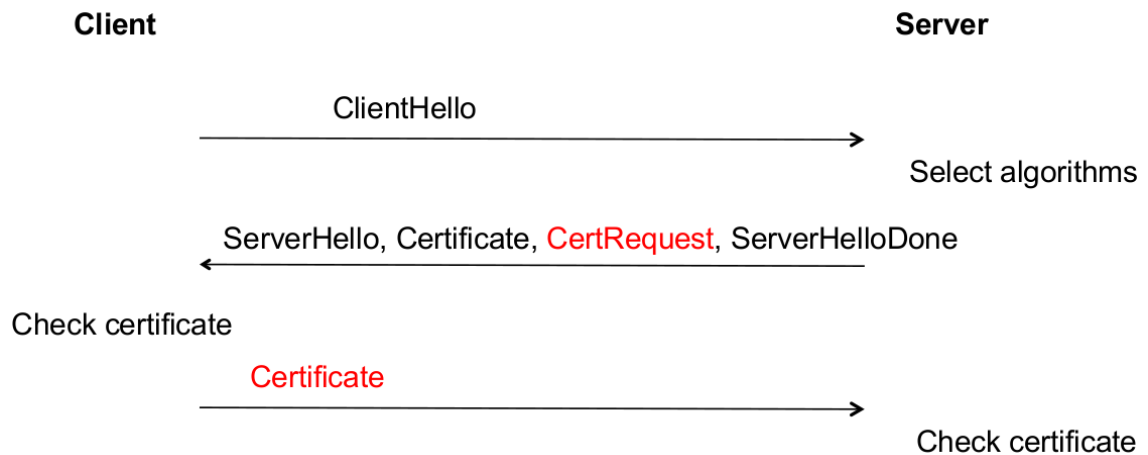 Client Server
ClientHello
Select algorithms
ServerHello, Certificate, CertRequest, ServerHelloDone
Check certificate
Certificate
Check certificate